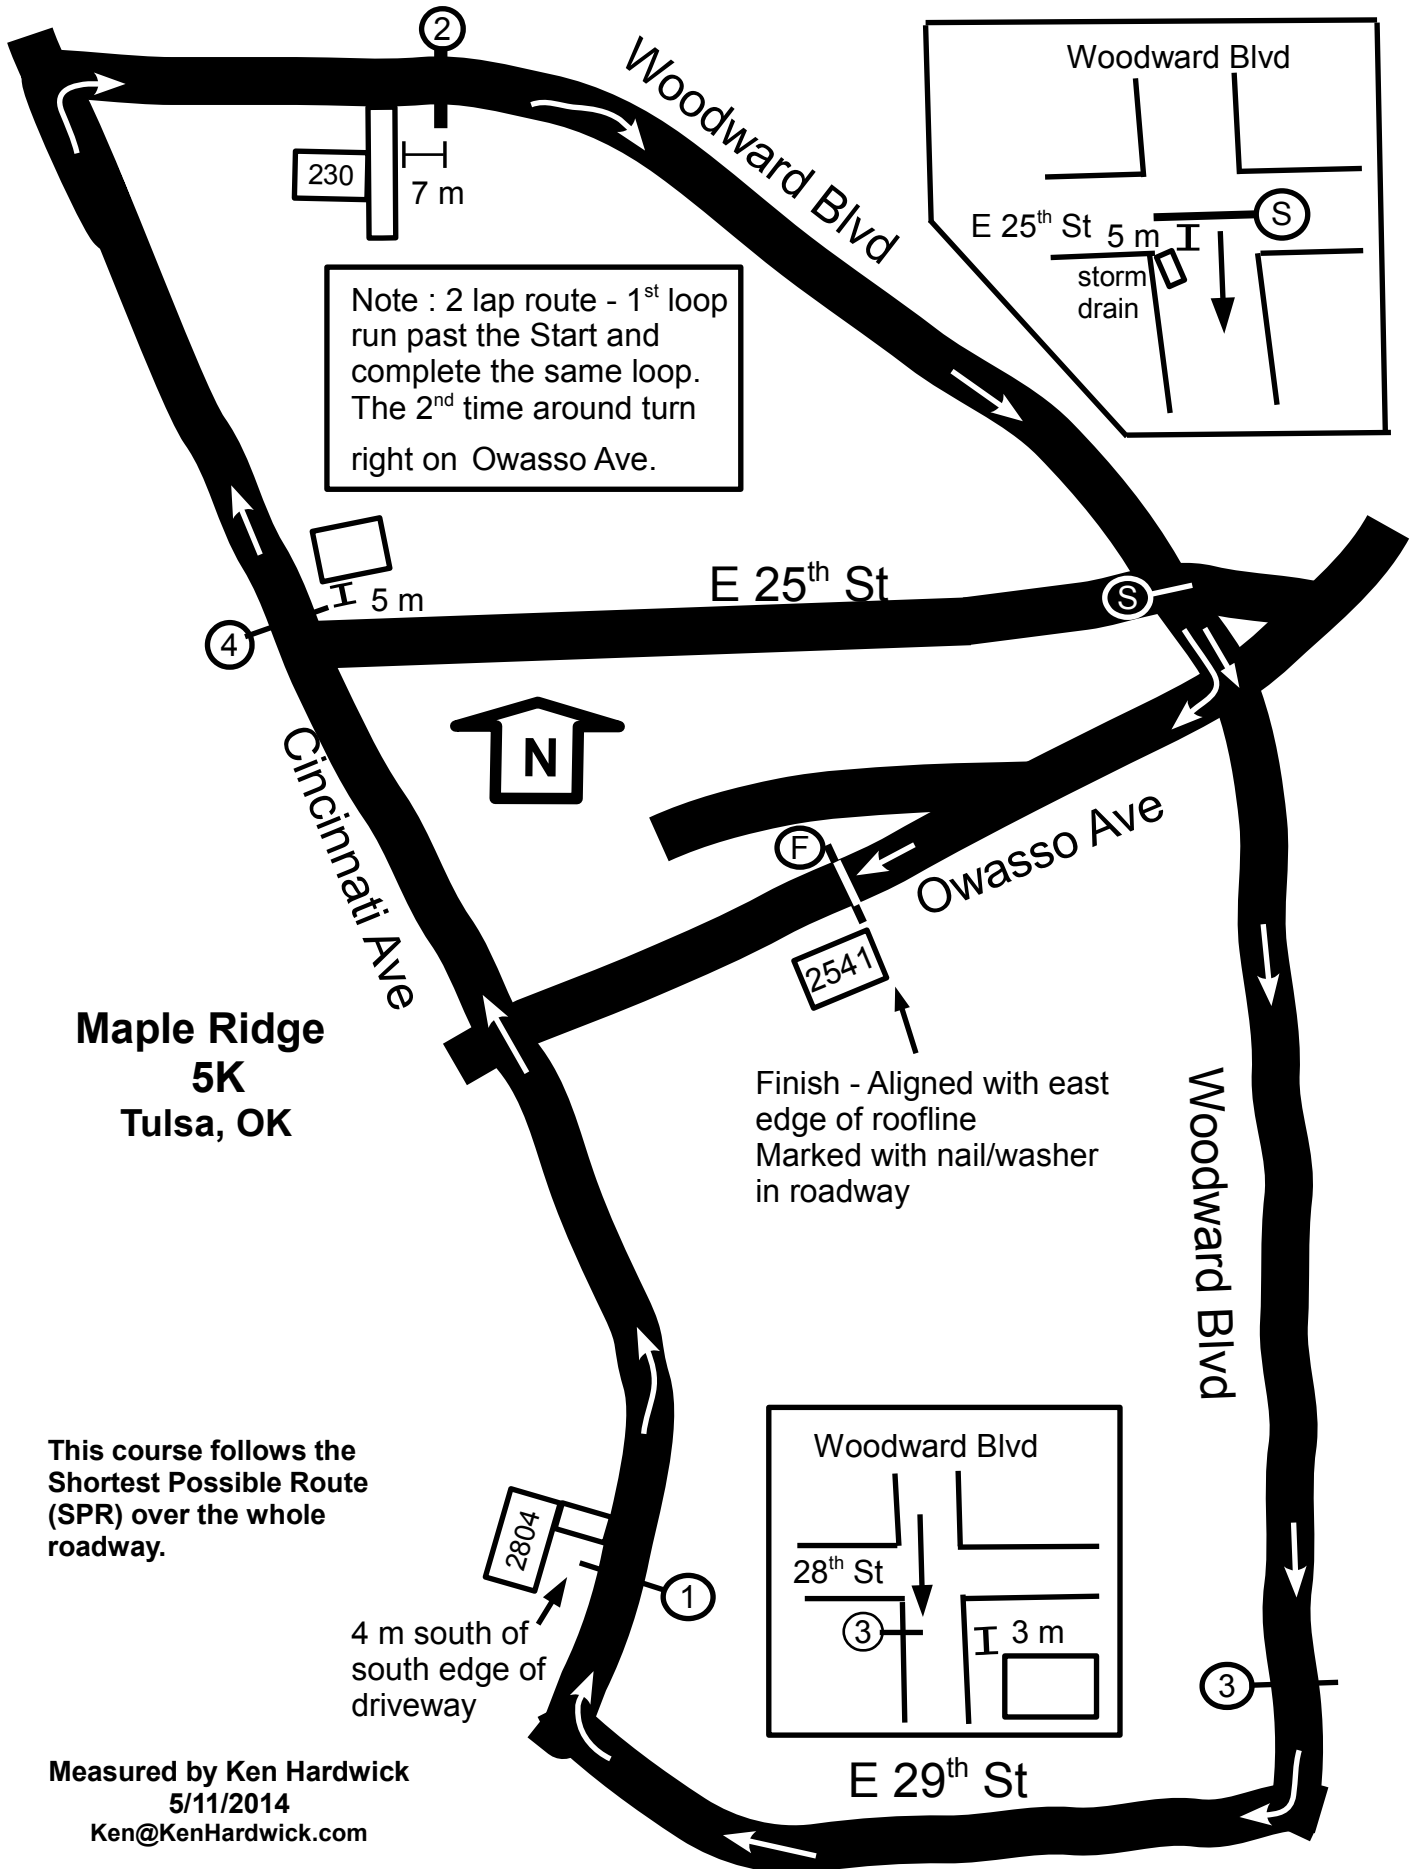 2
Woodward Blvd
230
7 m
Woodward Blvd
S
E 25th St
5 m
storm
drain
Note : 2 lap route - 1st loop
run past the Start and
complete the same loop.
The 2nd time around turn
right on Owasso Ave.
5 m
E 25th St
S
4
N
Cincinnati Ave
F
Owasso Ave
2541
Maple Ridge
5K
Tulsa, OK
Finish - Aligned with east
edge of roofline
Marked with nail/washer
in roadway
Woodward Blvd
This course follows the
Shortest Possible Route
(SPR) over the whole
roadway.
2804
1
4 m south of
south edge of
driveway
Woodward Blvd
28th St
3
3 m
3
E 29th St
Measured by Ken Hardwick
5/11/2014
Ken@KenHardwick.com